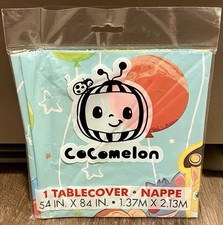 CoComelon
1 TABLECOVER • NAPPE
54 IN. X 84 IN. • 1.37M X 2.13M